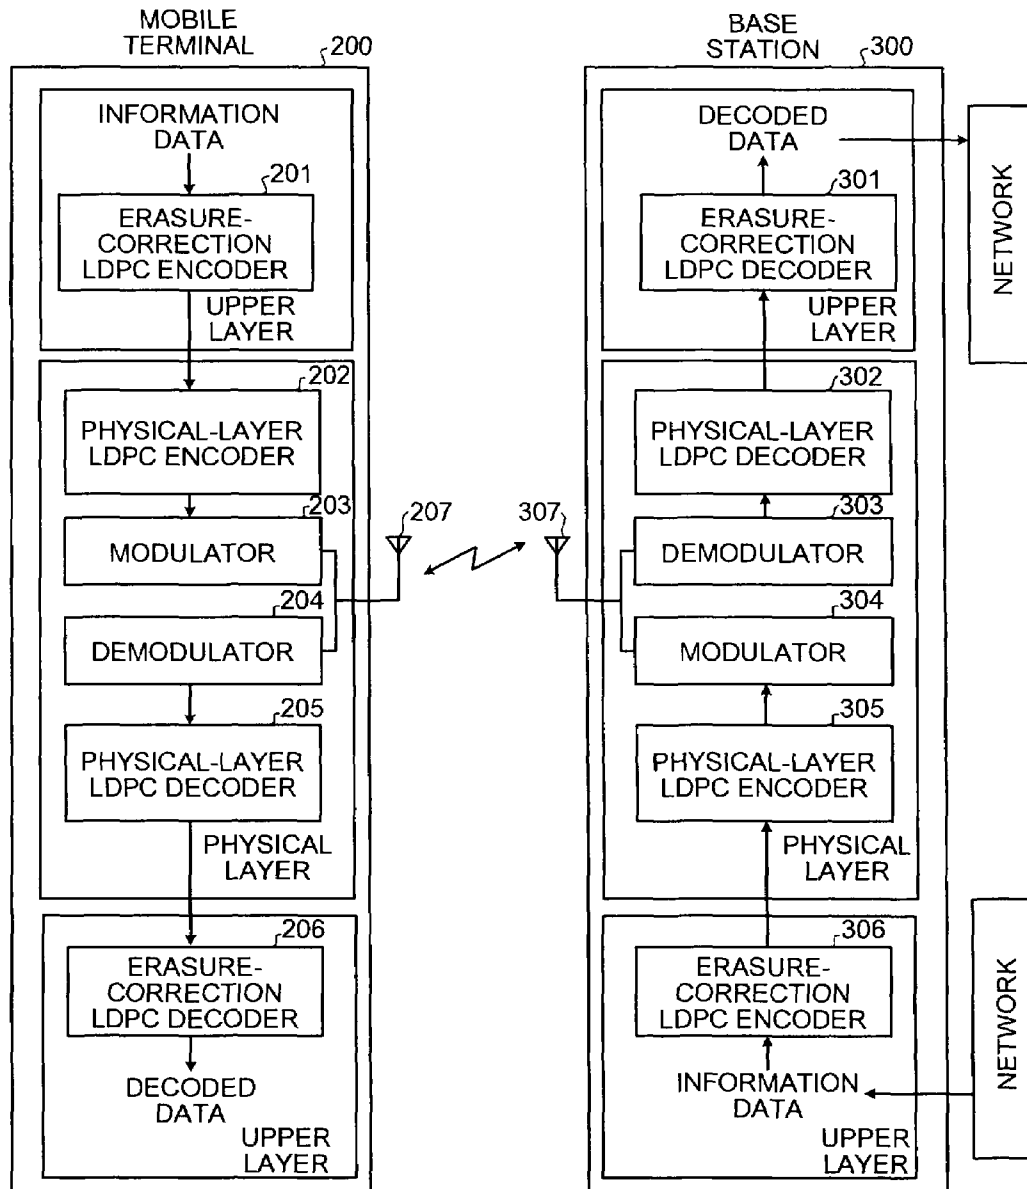 MOBILE
TERMINAL
200
INFORMATION
DATA
201
ERASURE-
CORRECTION
LDPC ENCODER
UPPER
LAYER
202
PHYSICAL-LAYER
LDPC ENCODER
203
MODULATOR
207
204
DEMODULATOR
205
PHYSICAL-LAYER
LDPC DECODER
PHYSICAL
LAYER
206
ERASURE-
CORRECTION
LDPC DECODER
DECODED
DATA
UPPER
LAYER
BASE
STATION
300
DECODED
DATA
301
ERASURE-
CORRECTION
LDPC DECODER
UPPER
LAYER
NETWORK
302
PHYSICAL-LAYER
LDPC DECODER
303
DEMODULATOR
307
304
MODULATOR
305
PHYSICAL-LAYER
LDPC ENCODER
PHYSICAL
LAYER
306
ERASURE-
CORRECTION
LDPC ENCODER
INFORMATION
DATA
UPPER
LAYER
NETWORK